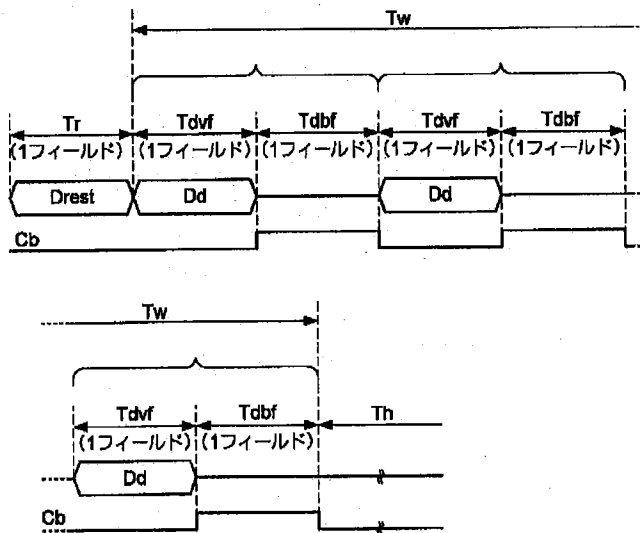 Tw
Tr Tdvf Tdbf Tdvf Tdbf
(1フィールド) (1フィールド) (1フィールド) (1フィールド) (1フィールド)
Drest Dd Dd
Cb
Tw
Tdvf Tdbf Th
(1フィールド) (1フィールド)
Dd
Cb